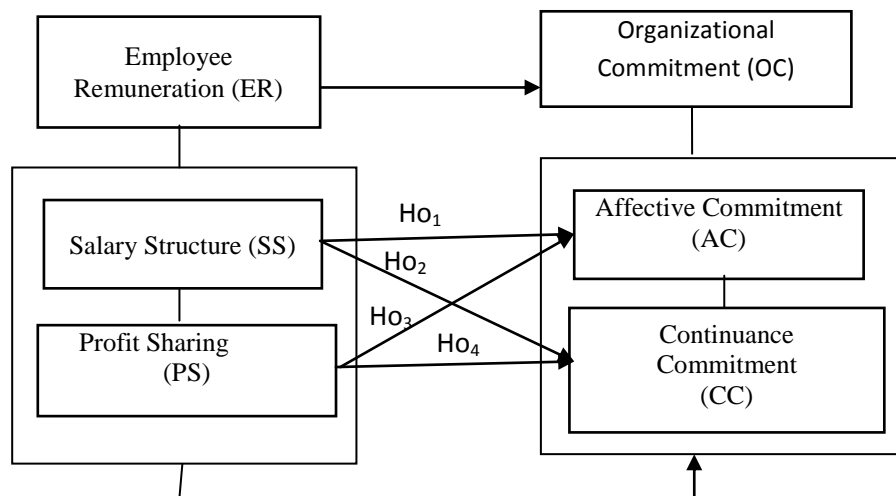 Employee
Remuneration (ER)
Organizational
Commitment (OC)
Salary Structure (SS)
Profit Sharing
(PS)
Ho₁
Ho₂
Ho₃
Ho₄
Affective Commitment
(AC)
Continuance
Commitment
(CC)